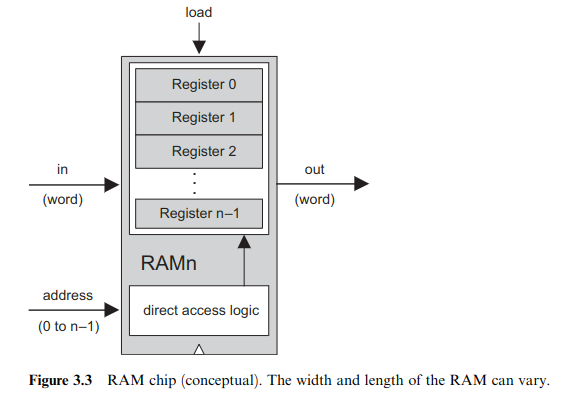 load
Register 0
Register 1
Register 2
in
(word)
out
(word)
Register n–1
RAMn
address
(0 to n–1)
direct access logic
Figure 3.3 RAM chip (conceptual). The width and length of the RAM can vary.